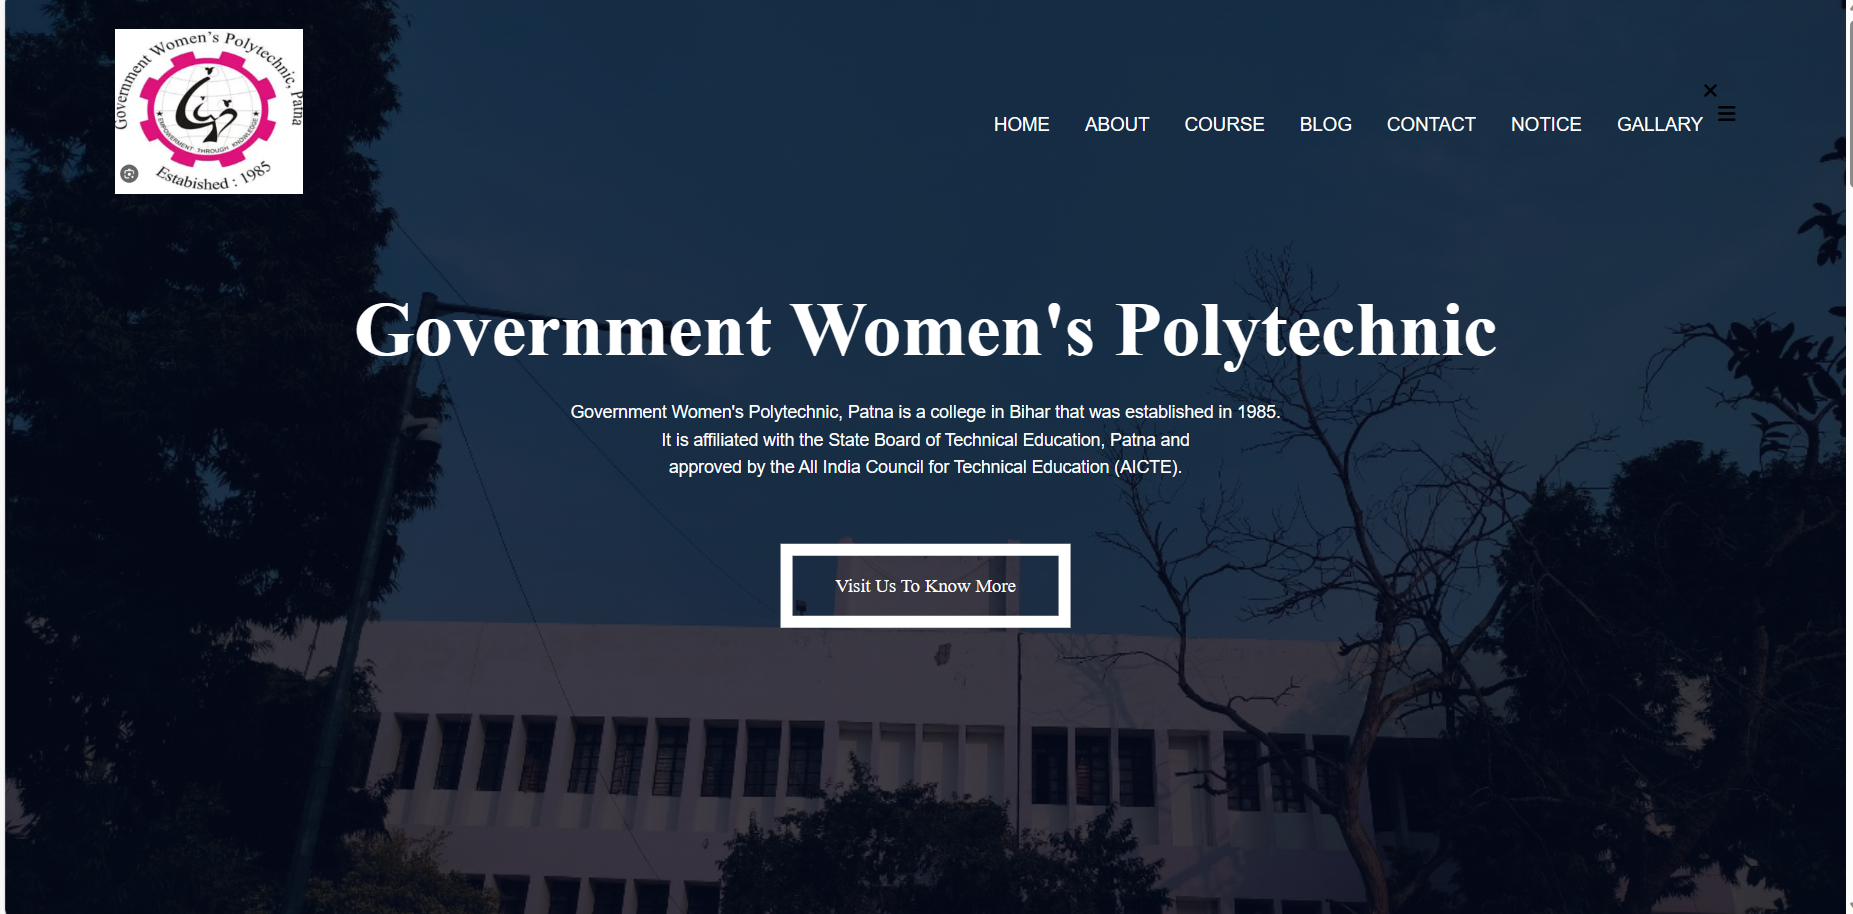 Government Women's Polytechnic, Patna
EMPOWERMENT THROUGH KNOWLEDGE
Estabished : 1985
HOME ABOUT COURSE BLOG CONTACT NOTICE GALLARY
Government Women's Polytechnic
Government Women's Polytechnic, Patna is a college in Bihar that was established in 1985.
It is affiliated with the State Board of Technical Education, Patna and
approved by the All India Council for Technical Education (AICTE).
Visit Us To Know More